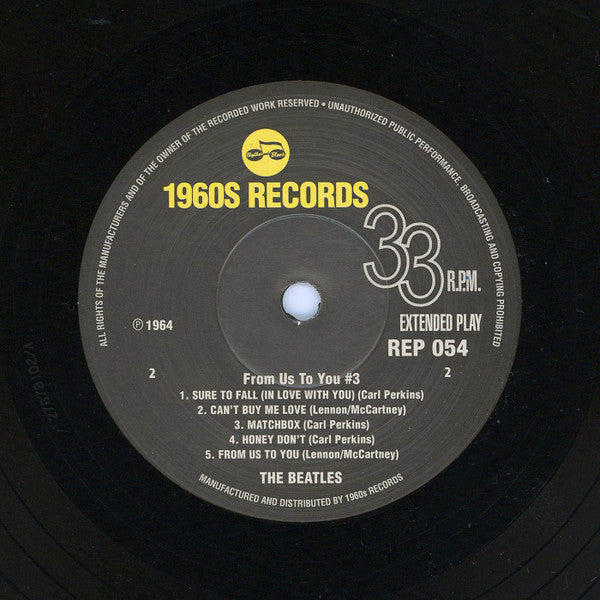 ALL RIGHTS OF THE MANUFACTURERS AND OF THE OWNER OF THE RECORDED WORK RESERVED • UNAUTHORIZED PUBLIC PERFORMANCE, BROADCASTING AND COPYING PROHIBITED
1960S RECORDS
33 R.P.M.
EXTENDED PLAY
℗ 1964
REP 054
2
2
From Us To You #3
1. SURE TO FALL (IN LOVE WITH YOU) (Carl Perkins)
2. CAN'T BUY ME LOVE (Lennon/McCartney)
3. MATCHBOX (Carl Perkins)
4. HONEY DON'T (Carl Perkins)
5. FROM US TO YOU (Lennon/McCartney)
THE BEATLES
MANUFACTURED AND DISTRIBUTED BY 1960s RECORDS